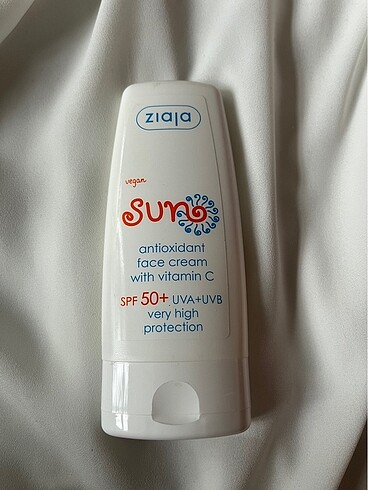 ziaja
vegan
sun
antioxidant
face cream
with vitamin C
SPF 50+ UVA+UVB
very high
protection